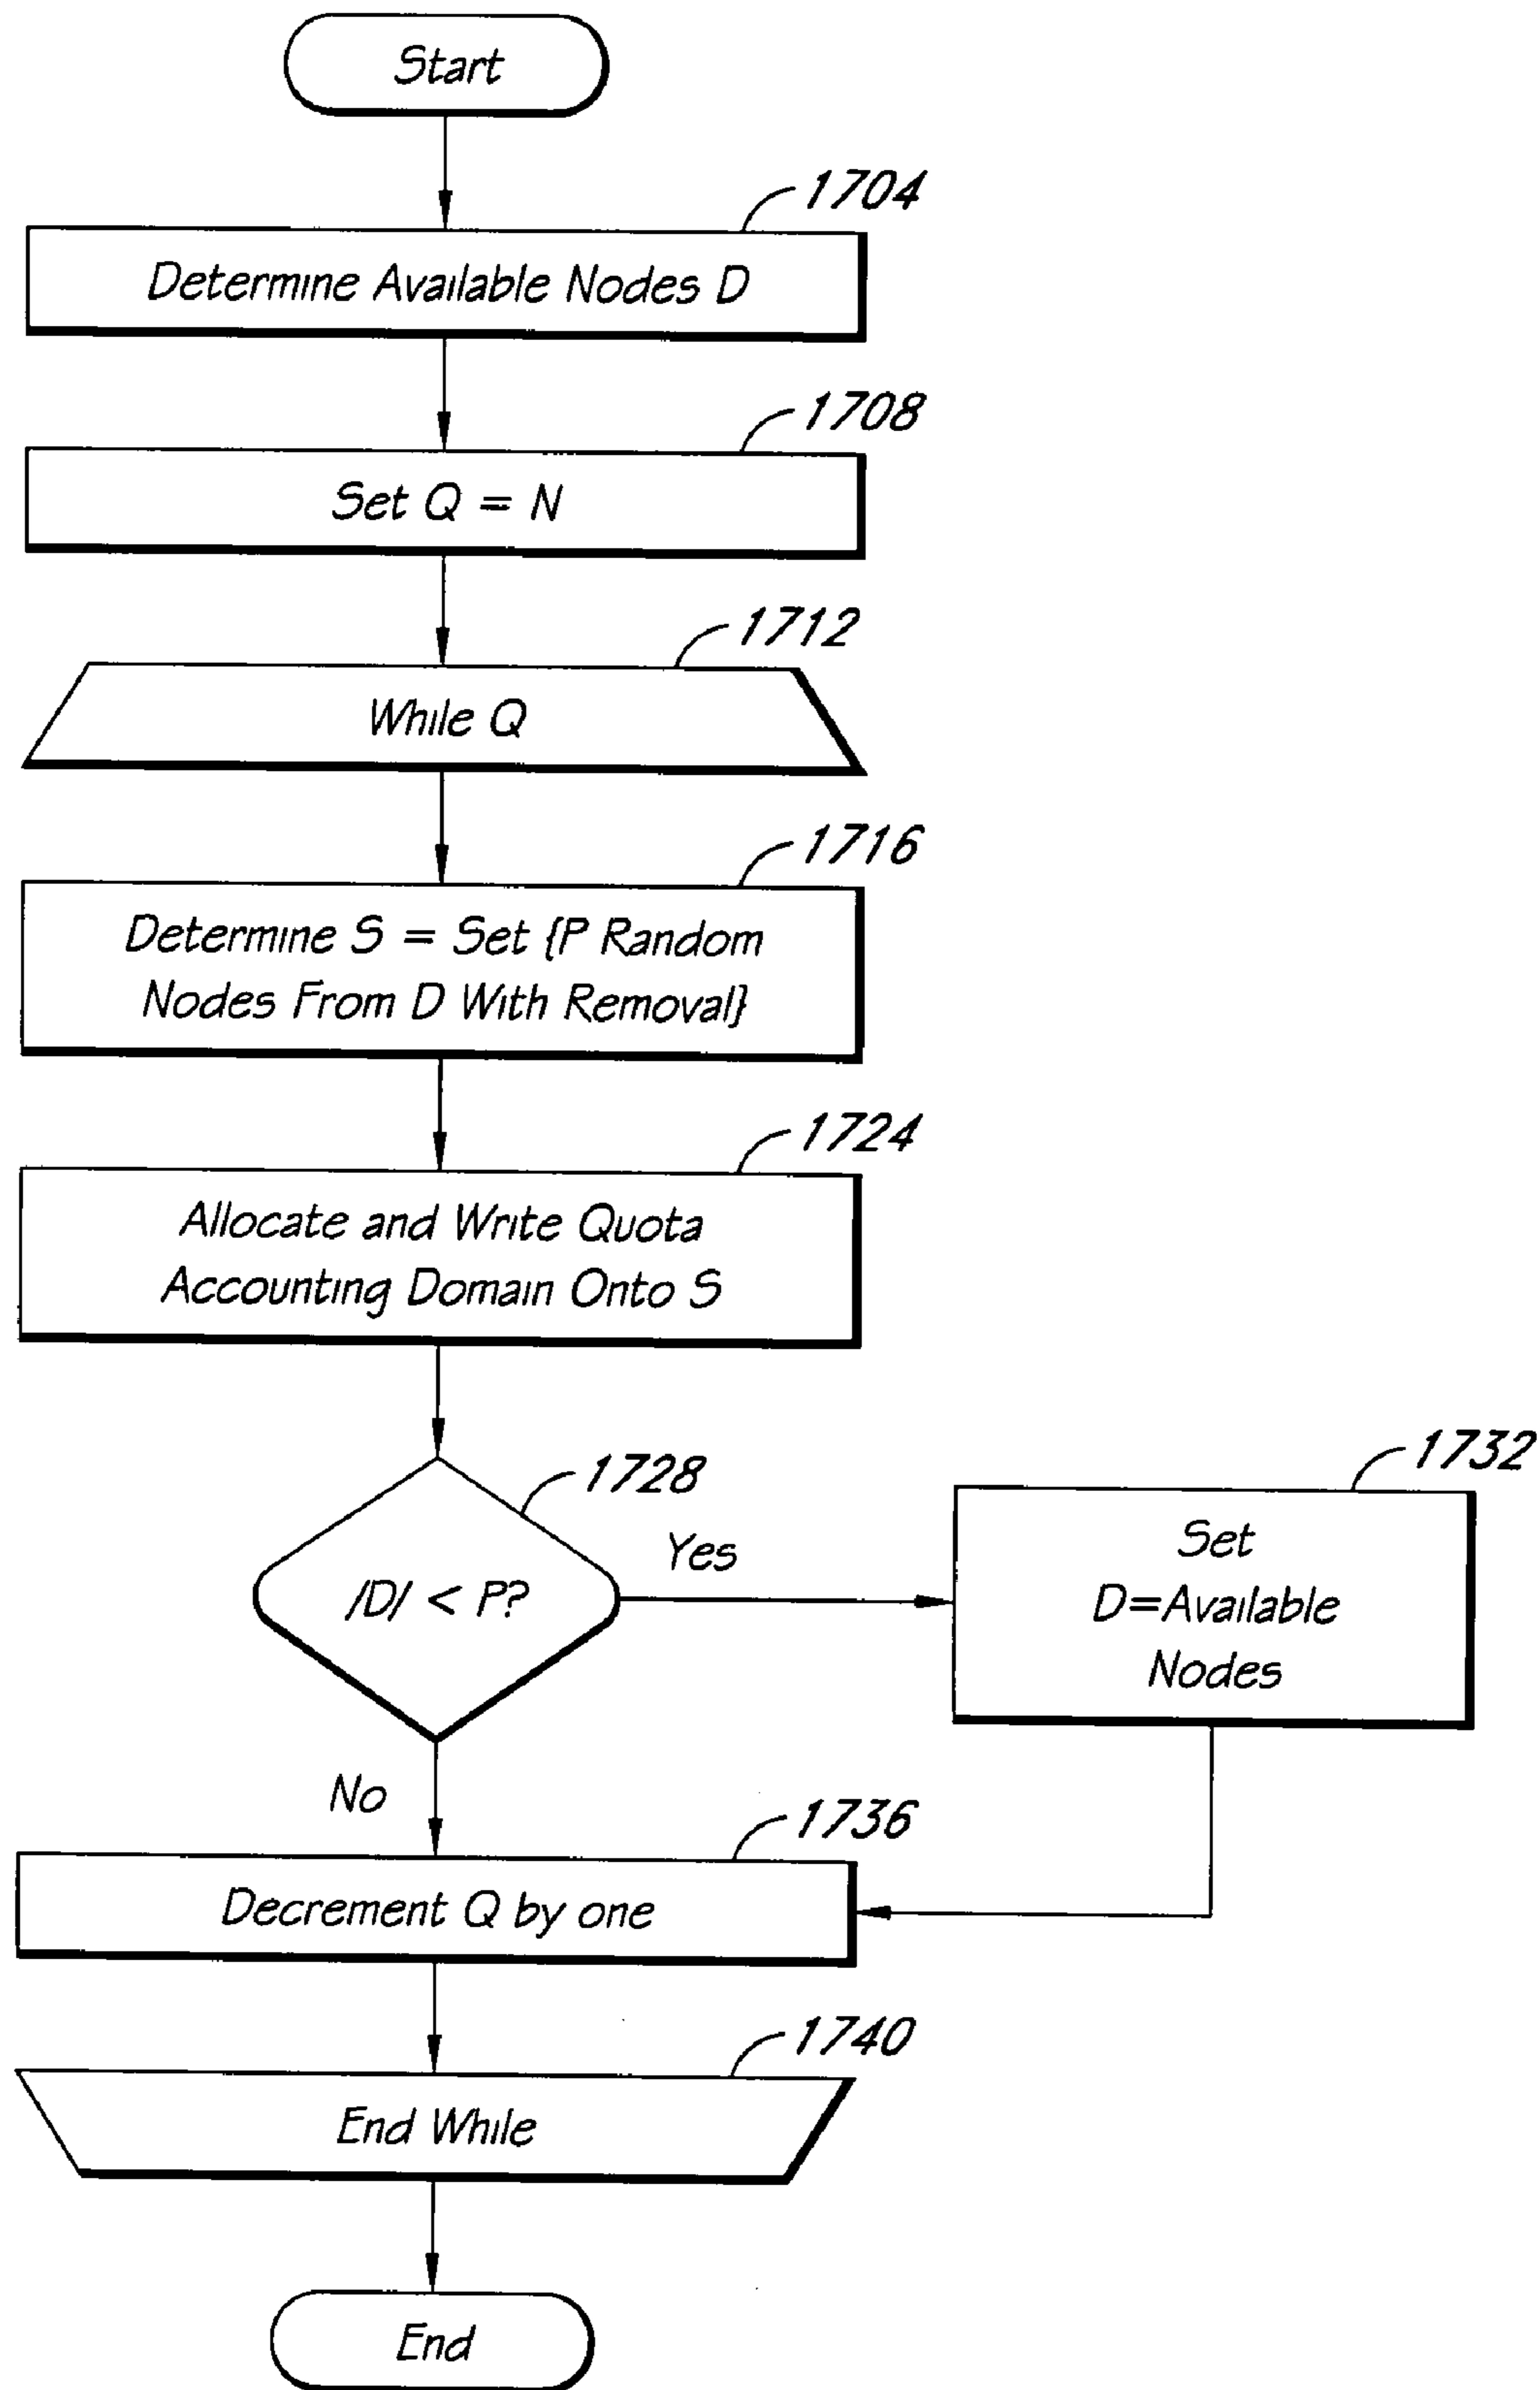 Start
1704
Determine Available Nodes D
1708
Set Q = N
1712
While Q
1716
Determine S = Set {P Random
Nodes From D With Removal}
1724
Allocate and Write Quota
Accounting Domain Onto S
1728
/D/ < P?
Yes
1732
Set
D=Available
Nodes
No
1736
Decrement Q by one
1740
End While
End